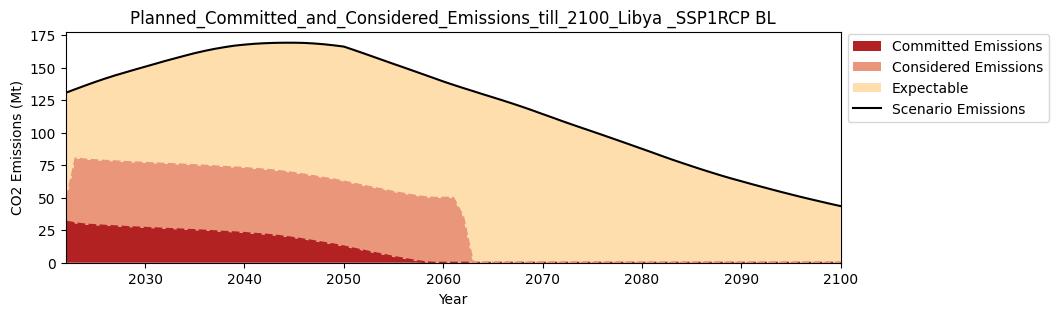 Planned_Committed_and_Considered_Emissions_till_2100_Libya _SSP1RCP BL
175
150
125
100
75
50
25
0
CO2 Emissions (Mt)
2030 2040 2050 2060 2070 2080 2090 2100
Year
Committed Emissions
Considered Emissions
Expectable
Scenario Emissions